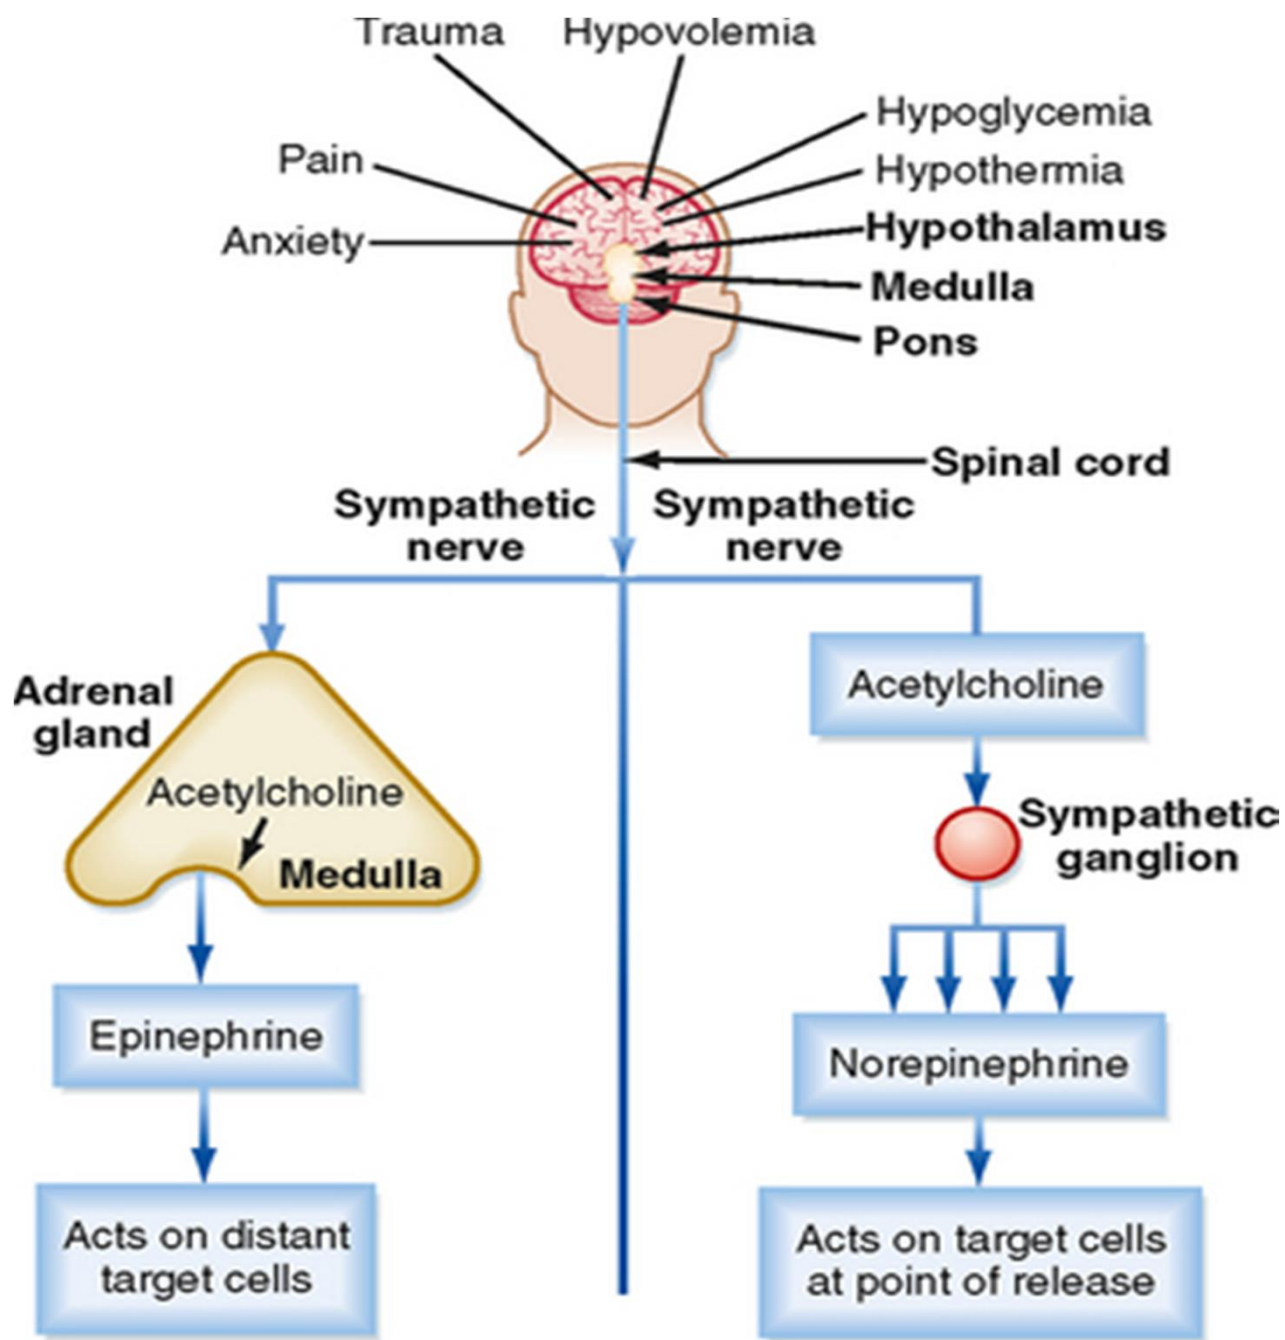 Trauma
Hypovolemia
Hypoglycemia
Pain
Hypothermia
Anxiety
Hypothalamus
Medulla
Pons
Spinal cord
Sympathetic
nerve
Sympathetic
nerve
Adrenal
gland
Acetylcholine
Medulla
Epinephrine
Acts on distant
target cells
Acetylcholine
Sympathetic
ganglion
Norepinephrine
Acts on target cells
at point of release